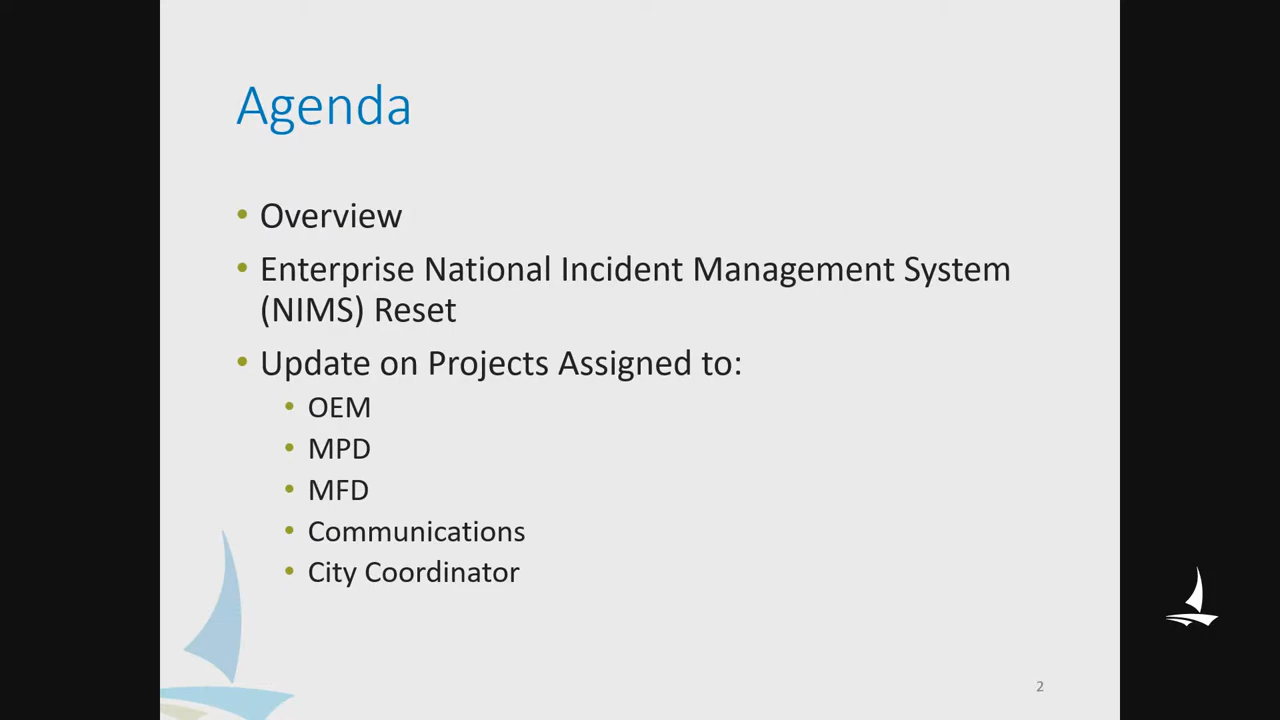 Agenda
• Overview
• Enterprise National Incident Management System
(NIMS) Reset
• Update on Projects Assigned to:
• OEM
• MPD
• MFD
• Communications
• City Coordinator
2